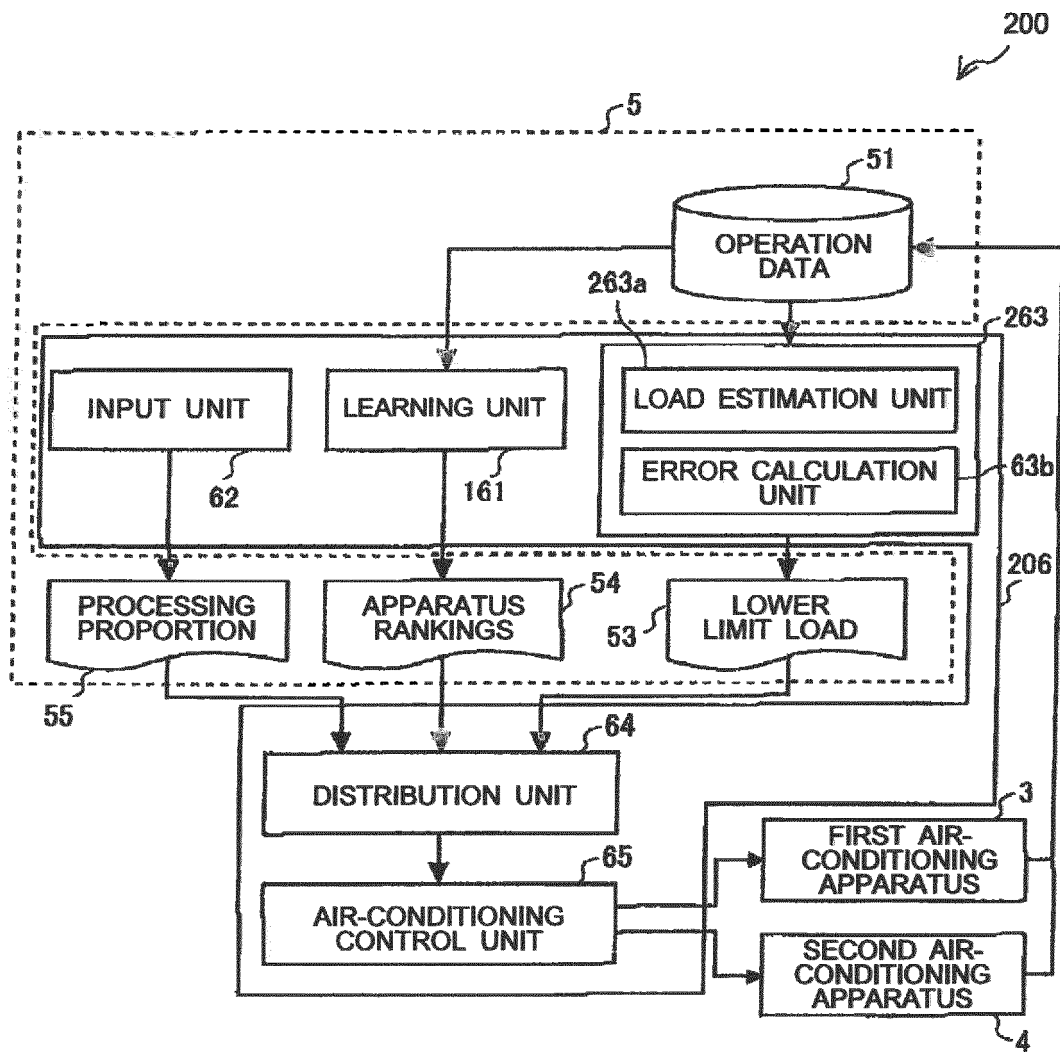 200
5
51
OPERATION
DATA
263a
263
INPUT UNIT
LEARNING UNIT
LOAD ESTIMATION UNIT
62
161
ERROR CALCULATION
UNIT
63b
206
PROCESSING
PROPORTION
APPARATUS
RANKINGS
54
53
LOWER
LIMIT LOAD
55
64
DISTRIBUTION UNIT
3
FIRST AIR-
CONDITIONING
APPARATUS
65
AIR-CONDITIONING
CONTROL UNIT
SECOND AIR-
CONDITIONING
APPARATUS
4